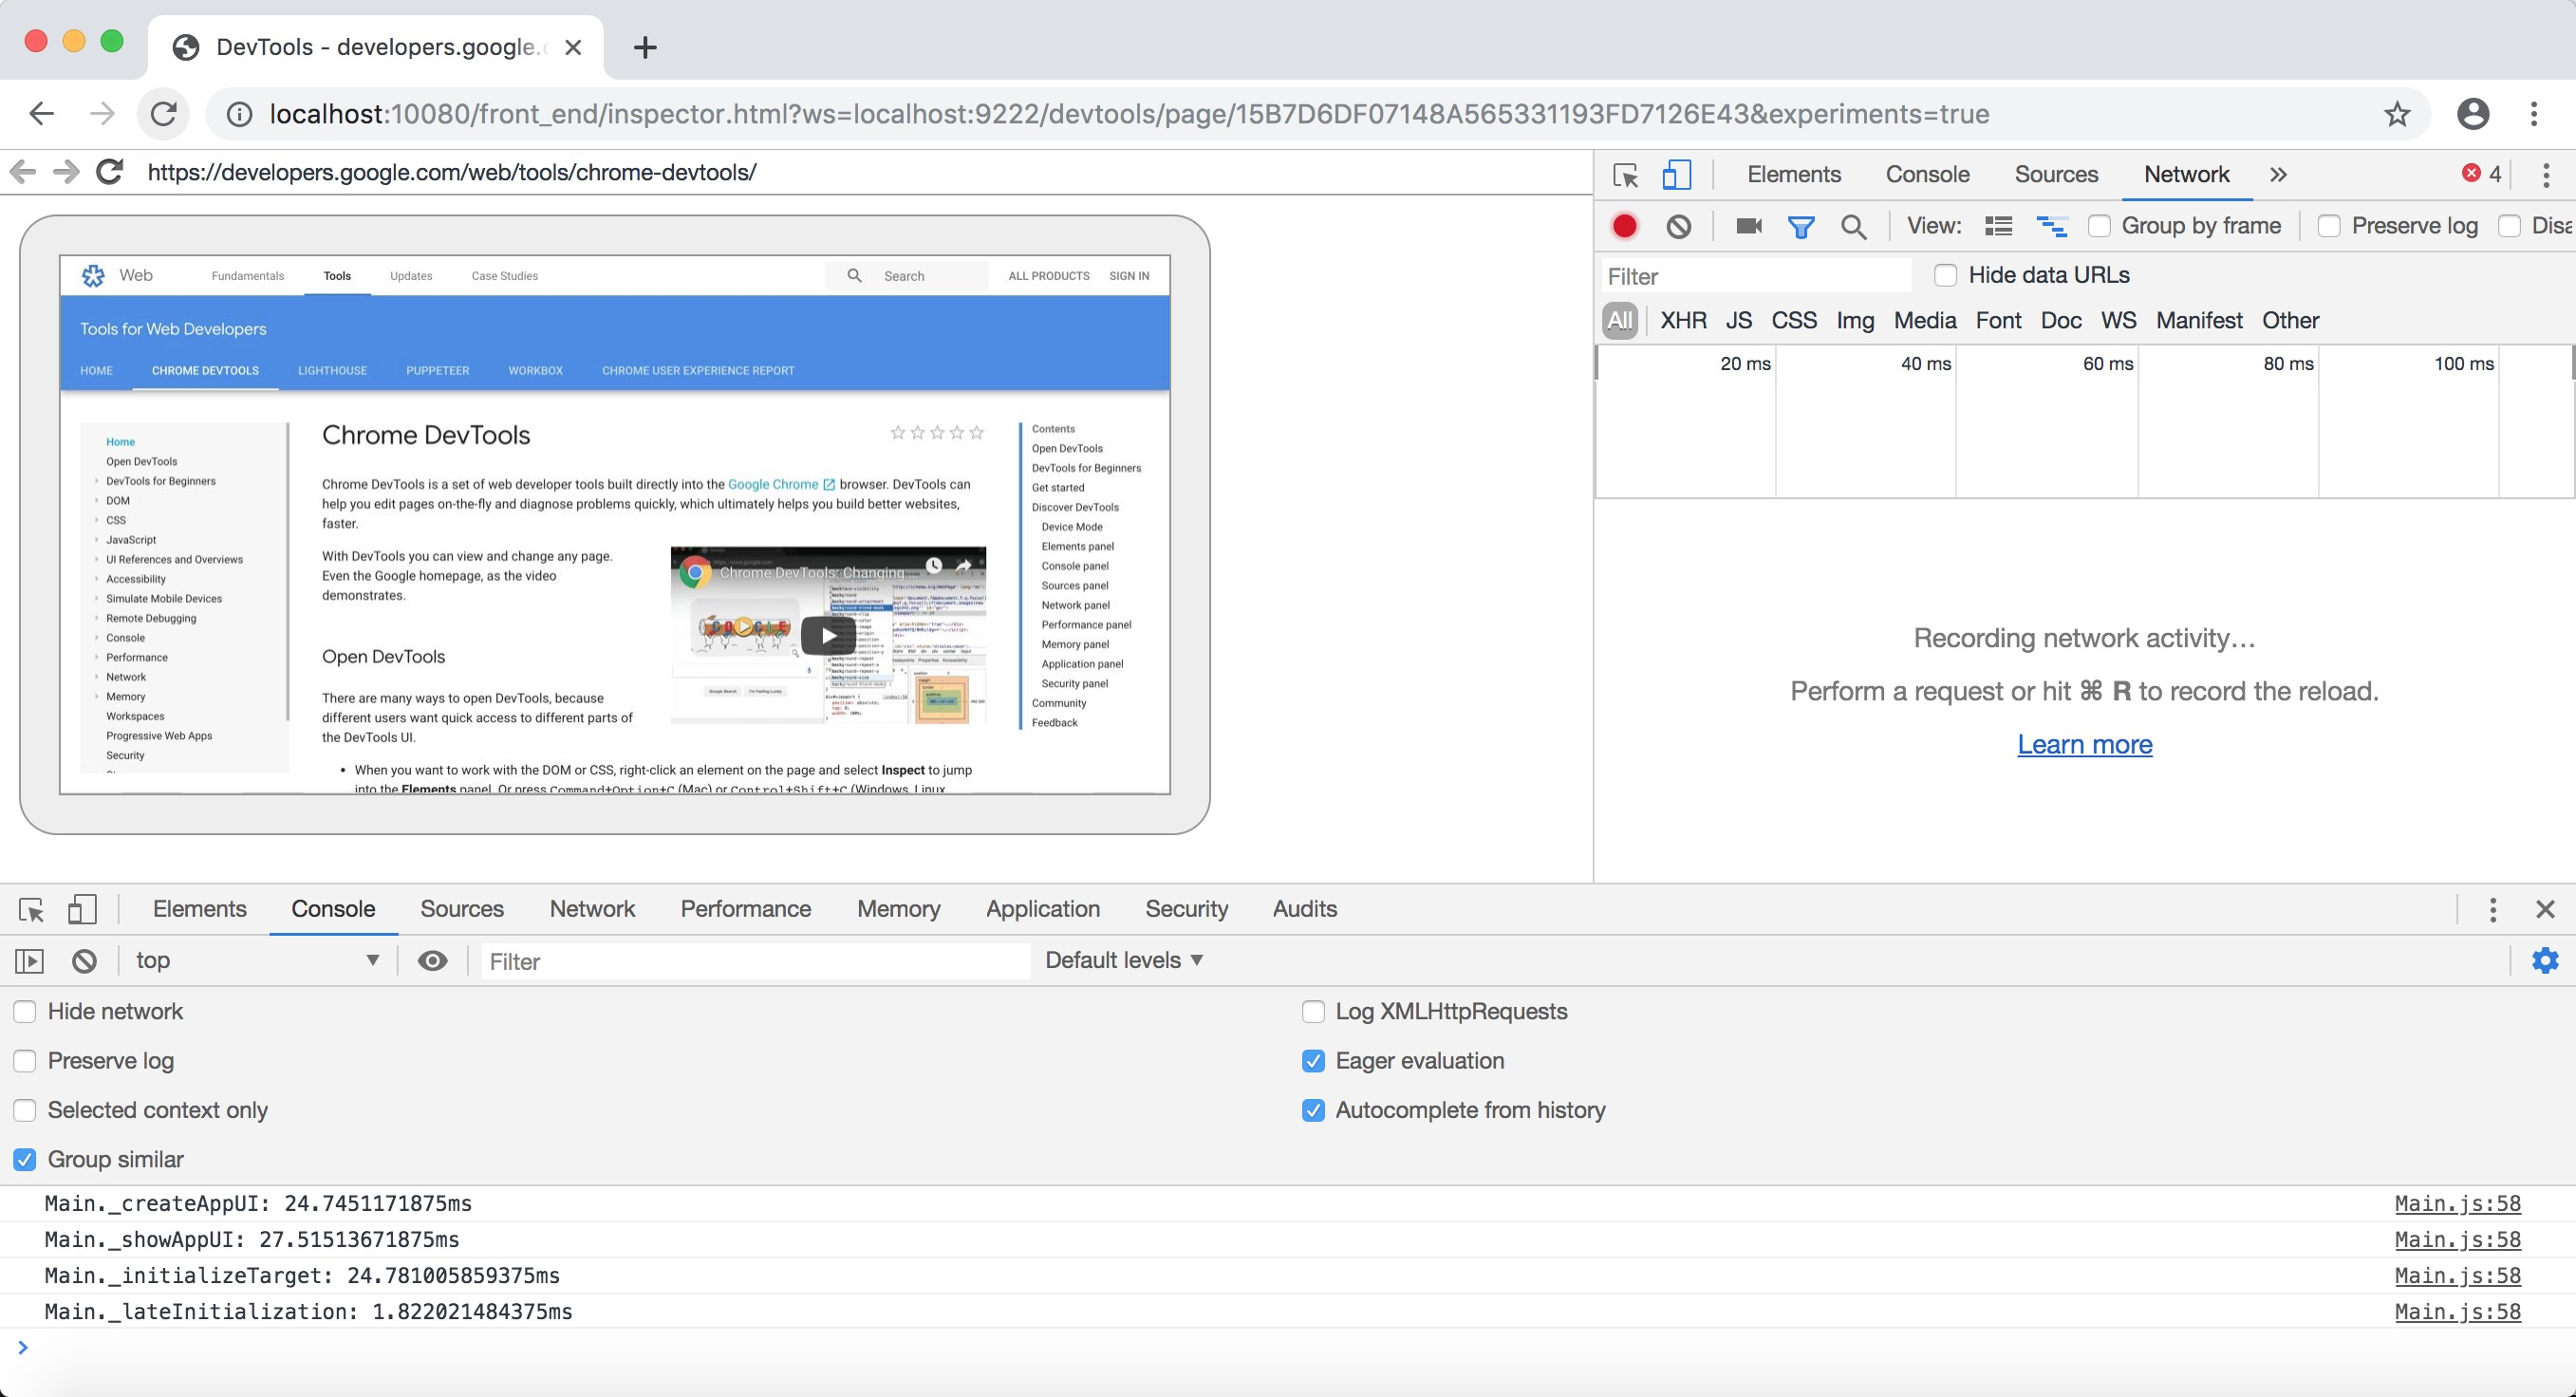 DevTools - developers.google.c
localhost:10080/front_end/inspector.html?ws=localhost:9222/devtools/page/15B7D6DF07148A565331193FD7126E43&experiments=true
https://developers.google.com/web/tools/chrome-devtools/
Web Fundamentals Tools Updates Case Studies Search ALL PRODUCTS SIGN IN
Tools for Web Developers
HOME CHROME DEVTOOLS LIGHTHOUSE PUPPETEER WORKBOX CHROME USER EXPERIENCE REPORT
Home
Open DevTools
DevTools for Beginners
DOM
CSS
JavaScript
UI References and Overviews
Accessibility
Simulate Mobile Devices
Remote Debugging
Console
Performance
Network
Memory
Workspaces
Progressive Web Apps
Security
Chrome DevTools
Chrome DevTools is a set of web developer tools built directly into the Google Chrome browser. DevTools can
help you edit pages on-the-fly and diagnose problems quickly, which ultimately helps you build better websites,
faster.
With DevTools you can view and change any page.
Even the Google homepage, as the video
demonstrates.
Chrome DevTools: Changing ...
Open DevTools
There are many ways to open DevTools, because
different users want quick access to different parts of
the DevTools UI.
• When you want to work with the DOM or CSS, right-click an element on the page and select Inspect to jump
into the Elements panel. Or press Command+Option+C (Mac) or Control+Shift+C (Windows, Linux
Contents
Open DevTools
DevTools for Beginners
Get started
Discover DevTools
Device Mode
Elements panel
Console panel
Sources panel
Network panel
Performance panel
Memory panel
Application panel
Security panel
Community
Feedback
Elements Console Sources Network » 4
View: Group by frame Preserve log Disa
Filter Hide data URLs
All XHR JS CSS Img Media Font Doc WS Manifest Other
20 ms 40 ms 60 ms 80 ms 100 ms
Recording network activity…
Perform a request or hit ⌘ R to record the reload.
Learn more
Elements Console Sources Network Performance Memory Application Security Audits
top Filter Default levels
Hide network Log XMLHttpRequests
Preserve log Eager evaluation
Selected context only Autocomplete from history
Group similar
Main._createAppUI: 24.7451171875ms Main.js:58
Main._showAppUI: 27.51513671875ms Main.js:58
Main._initializeTarget: 24.781005859375ms Main.js:58
Main._lateInitialization: 1.822021484375ms Main.js:58